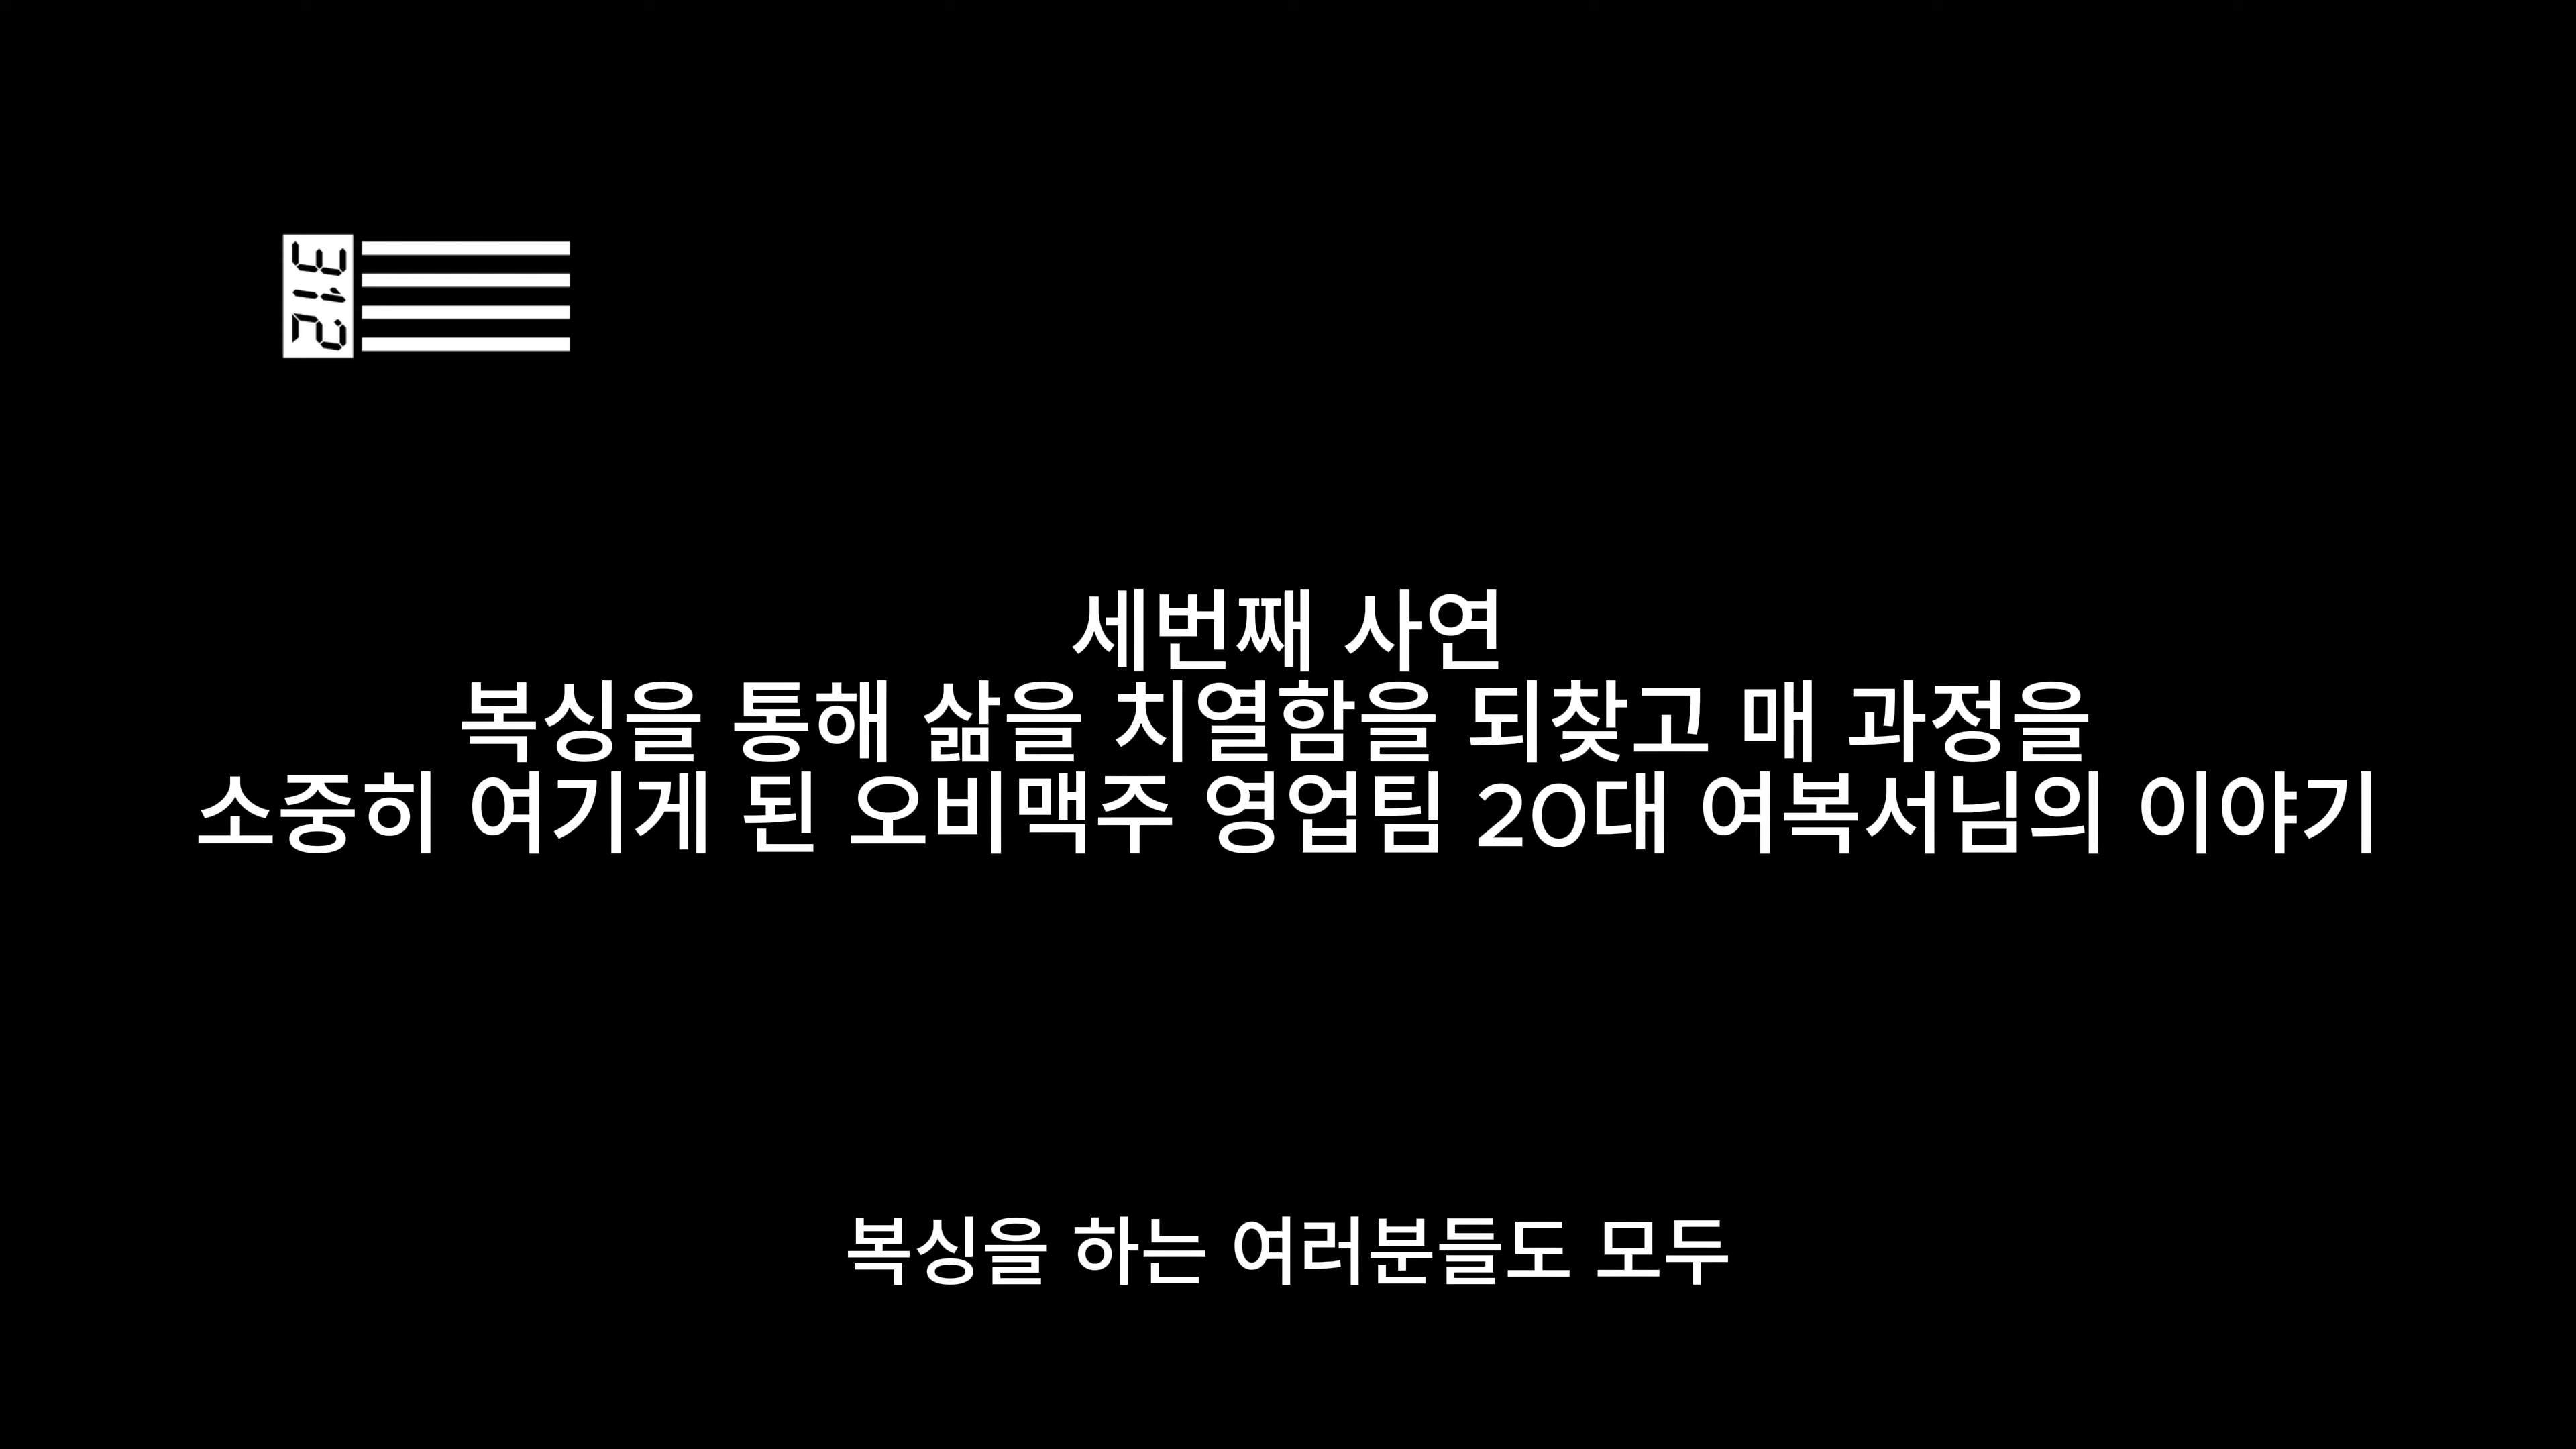 312
세번째 사연
복싱을 통해 삶을 치열함을 되찾고 매 과정을
소중히 여기게 된 오비맥주 영업팀 20대 여복서님의 이야기
복싱을 하는 여러분들도 모두